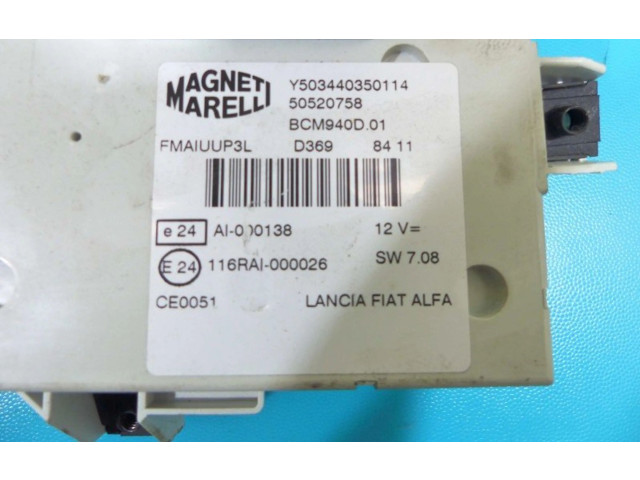 MAGNETI MARELLI
Y503440350114
50520758
BCM940D.01
FMAIUUP3L D369 84 11
e 24 AI-000138 12 V=
E 24 116RAI-000026 SW 7.08
CE0051 LANCIA FIAT ALFA